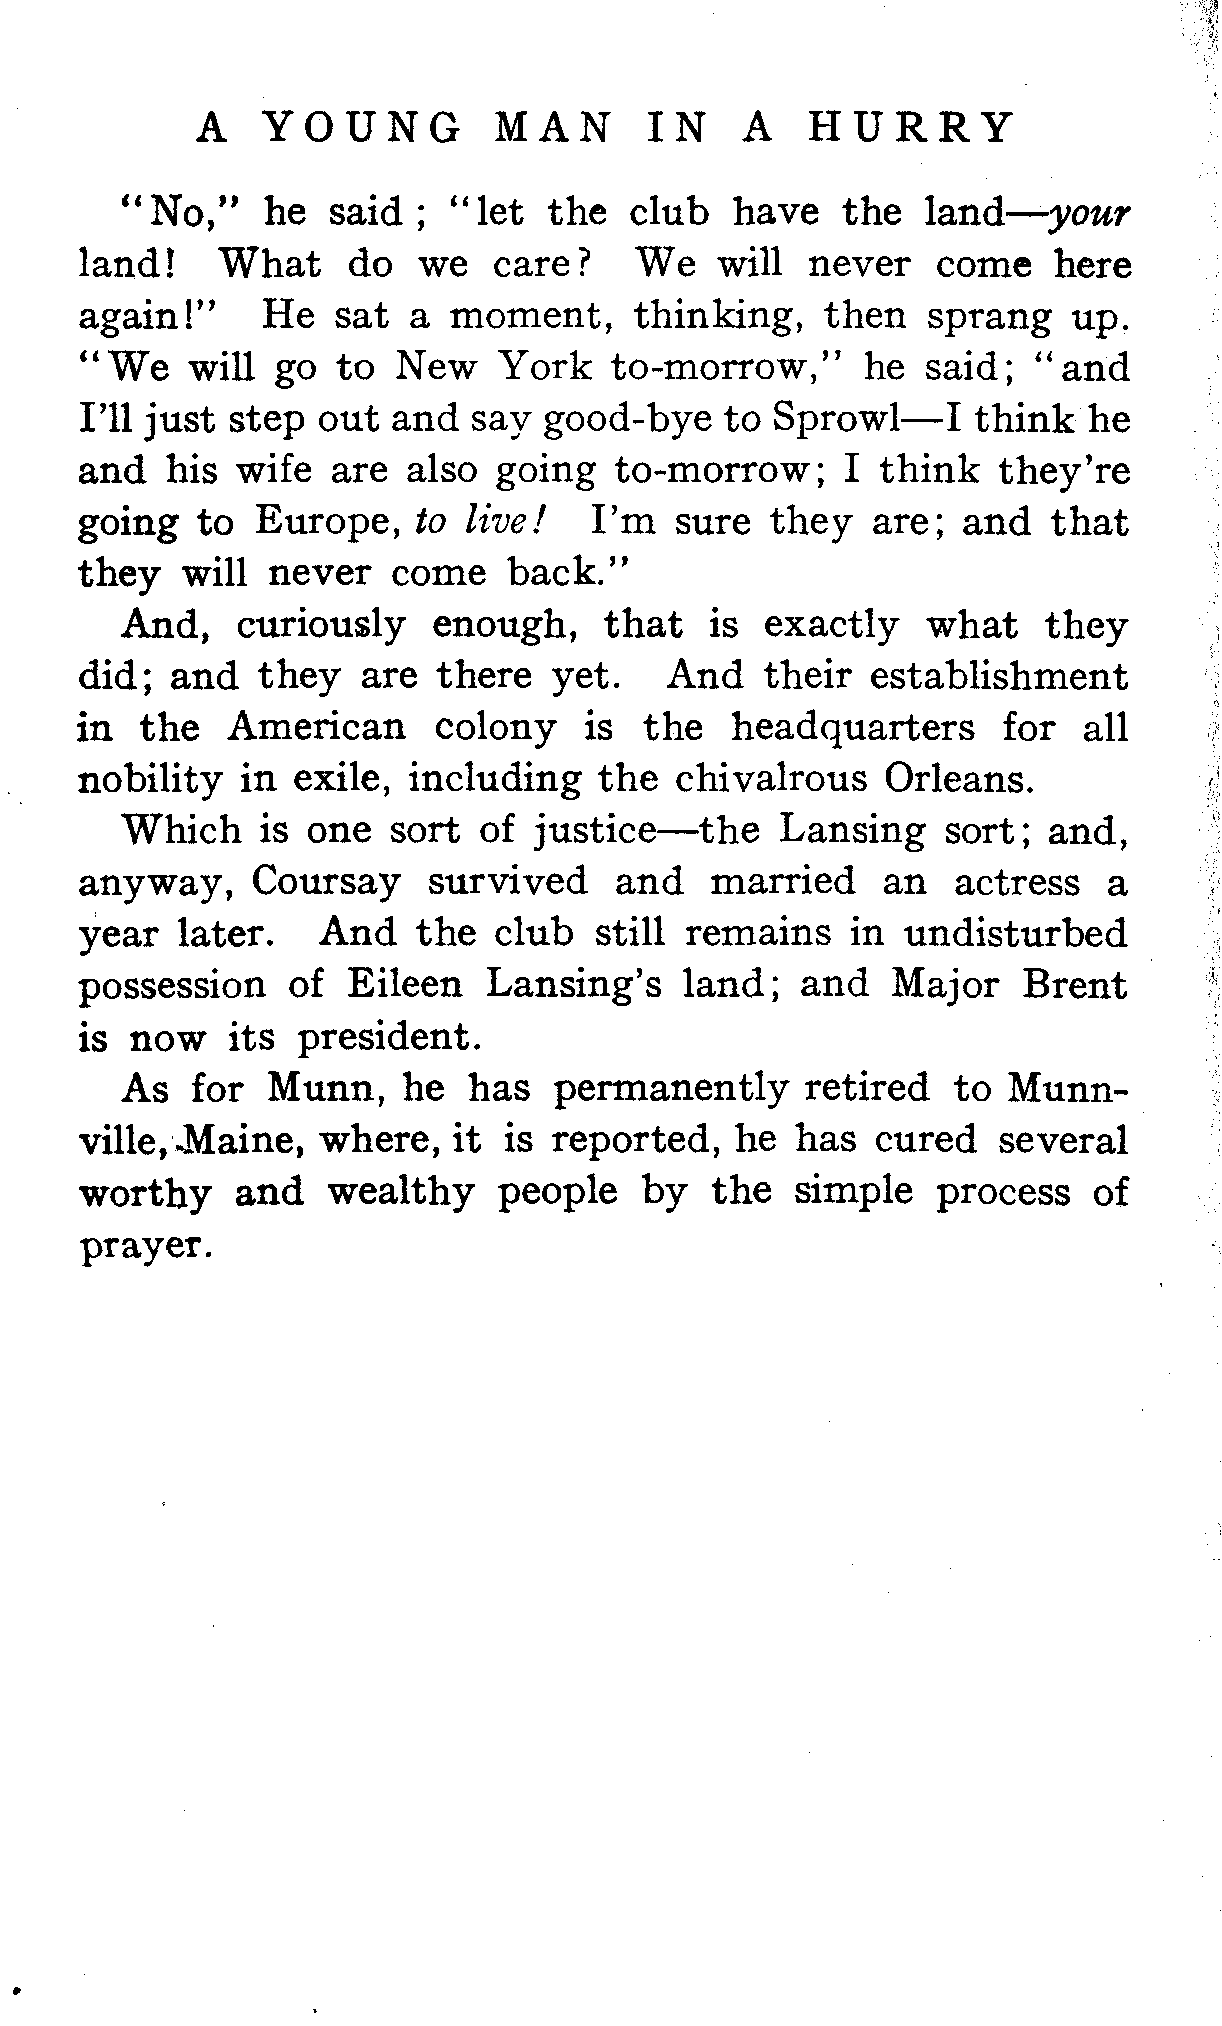 A YOUNG MAN IN A HURRY
"No," he said; "let the club have the land—your
land! What do we care? We will never come here
again!" He sat a moment, thinking, then sprang up.
"We will go to New York to-morrow," he said; "and
I'll just step out and say good-bye to Sprowl—I think he
and his wife are also going to-morrow; I think they're
going to Europe, to live! I'm sure they are; and that
they will never come back."
And, curiously enough, that is exactly what they
did; and they are there yet. And their establishment
in the American colony is the headquarters for all
nobility in exile, including the chivalrous Orleans.
Which is one sort of justice—the Lansing sort; and,
anyway, Coursay survived and married an actress a
year later. And the club still remains in undisturbed
possession of Eileen Lansing's land; and Major Brent
is now its president.
As for Munn, he has permanently retired to Munn-
ville, Maine, where, it is reported, he has cured several
worthy and wealthy people by the simple process of
prayer.